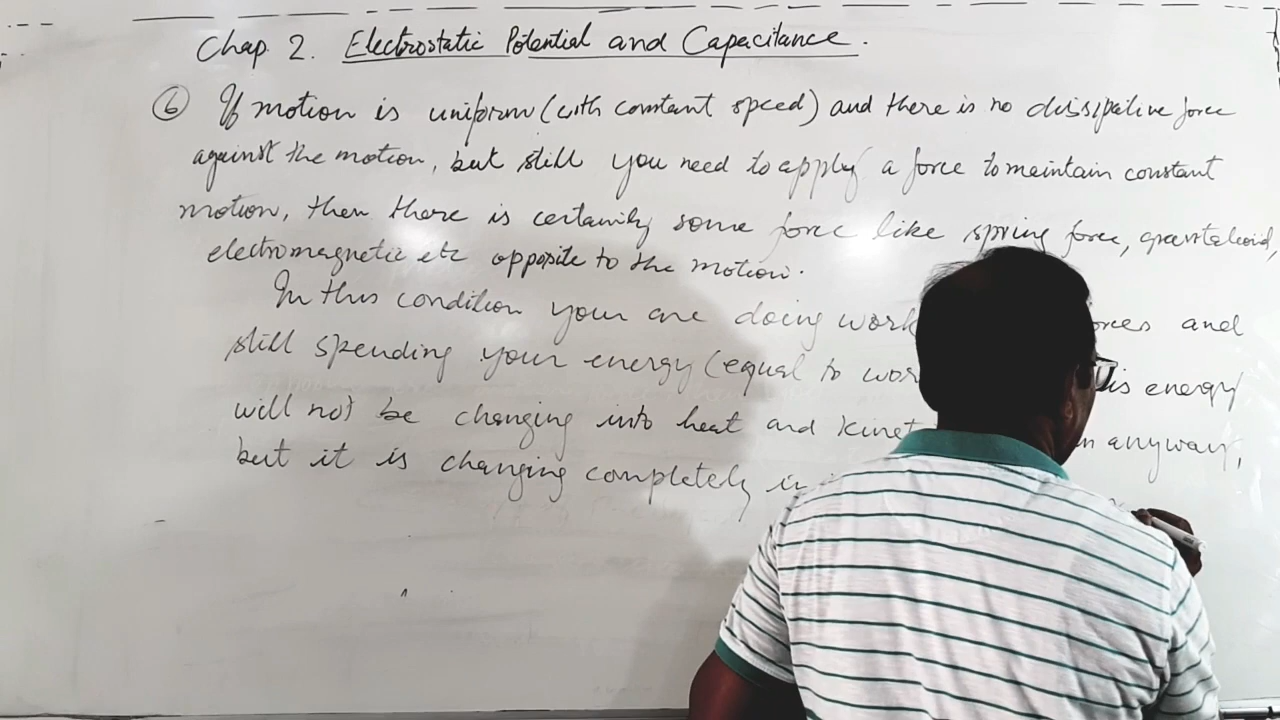 Chap 2. Electrostatic Potential and Capacitance.
6 If motion is uniform (with constant speed) and there is no dissipative force
against the motion, but still you need to apply a force to maintain constant
motion, then there is certainly some force like spring force, gravitational,
electromagnetic etc opposite to the motion.
In this condition your are doing work and
still spending your energy (equal to energy
will not be changing into heat and anyway,
but it is changing completely